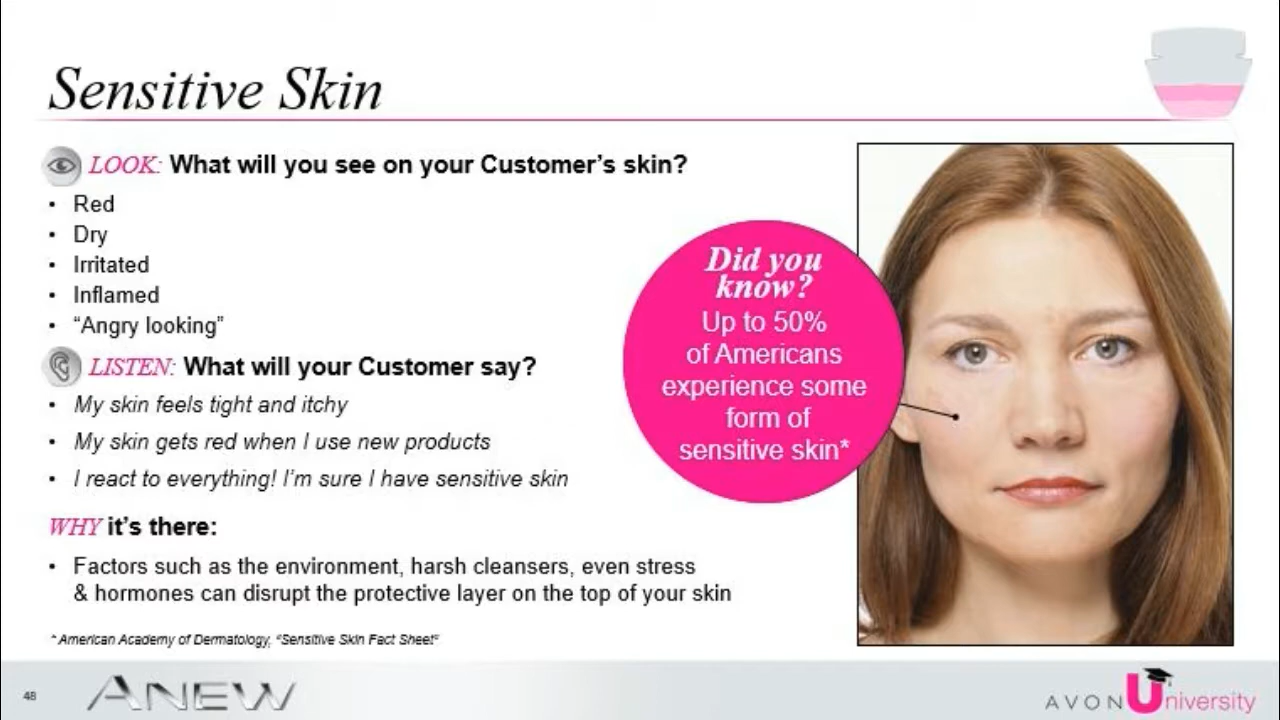 Sensitive Skin
LOOK: What will you see on your Customer's skin?
• Red
• Dry
• Irritated
• Inflamed
• “Angry looking”
LISTEN: What will your Customer say?
• My skin feels tight and itchy
• My skin gets red when I use new products
• I react to everything! I'm sure I have sensitive skin
WHY it's there:
• Factors such as the environment, harsh cleansers, even stress
& hormones can disrupt the protective layer on the top of your skin
Did you
know?
Up to 50%
of Americans
experience some
form of
sensitive skin*
* American Academy of Dermatology, “Sensitive Skin Fact Sheet”
48
ANEW
AVON University